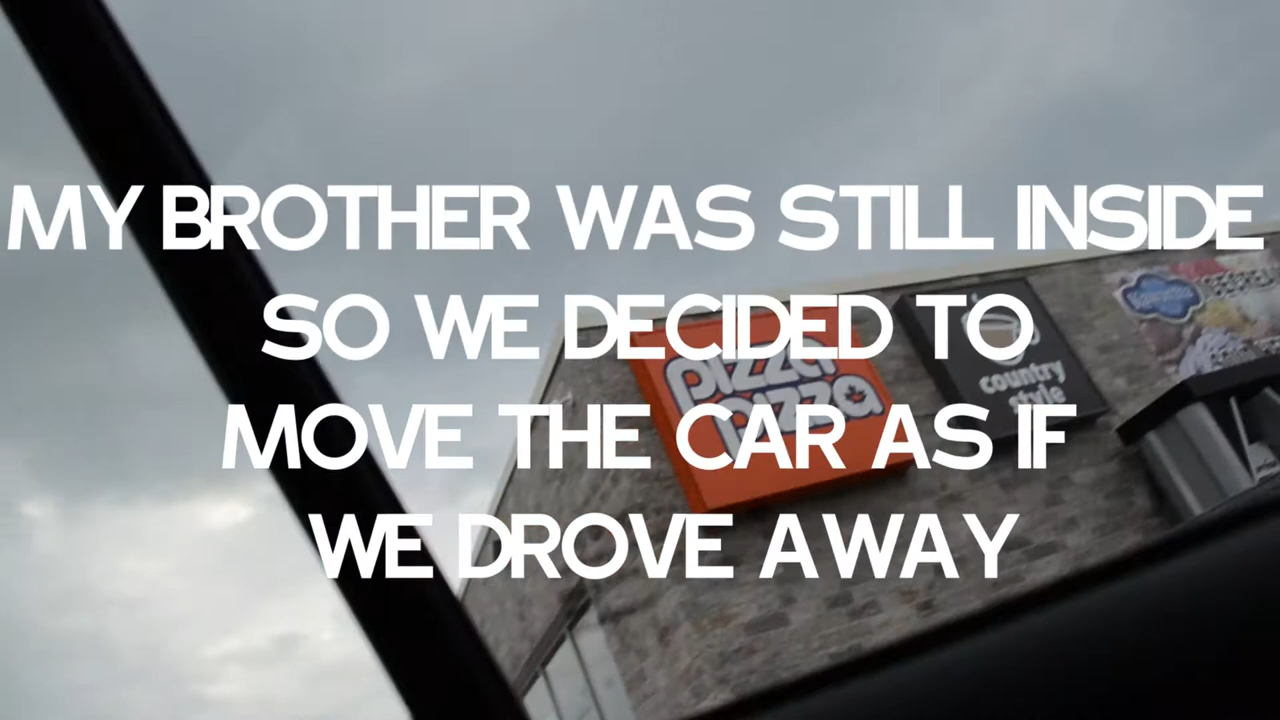 MY BROTHER WAS STILL INSIDE
SO WE DECIDED TO
MOVE THE CAR AS IF
WE DROVE AWAY
pizza
pizza
country
style